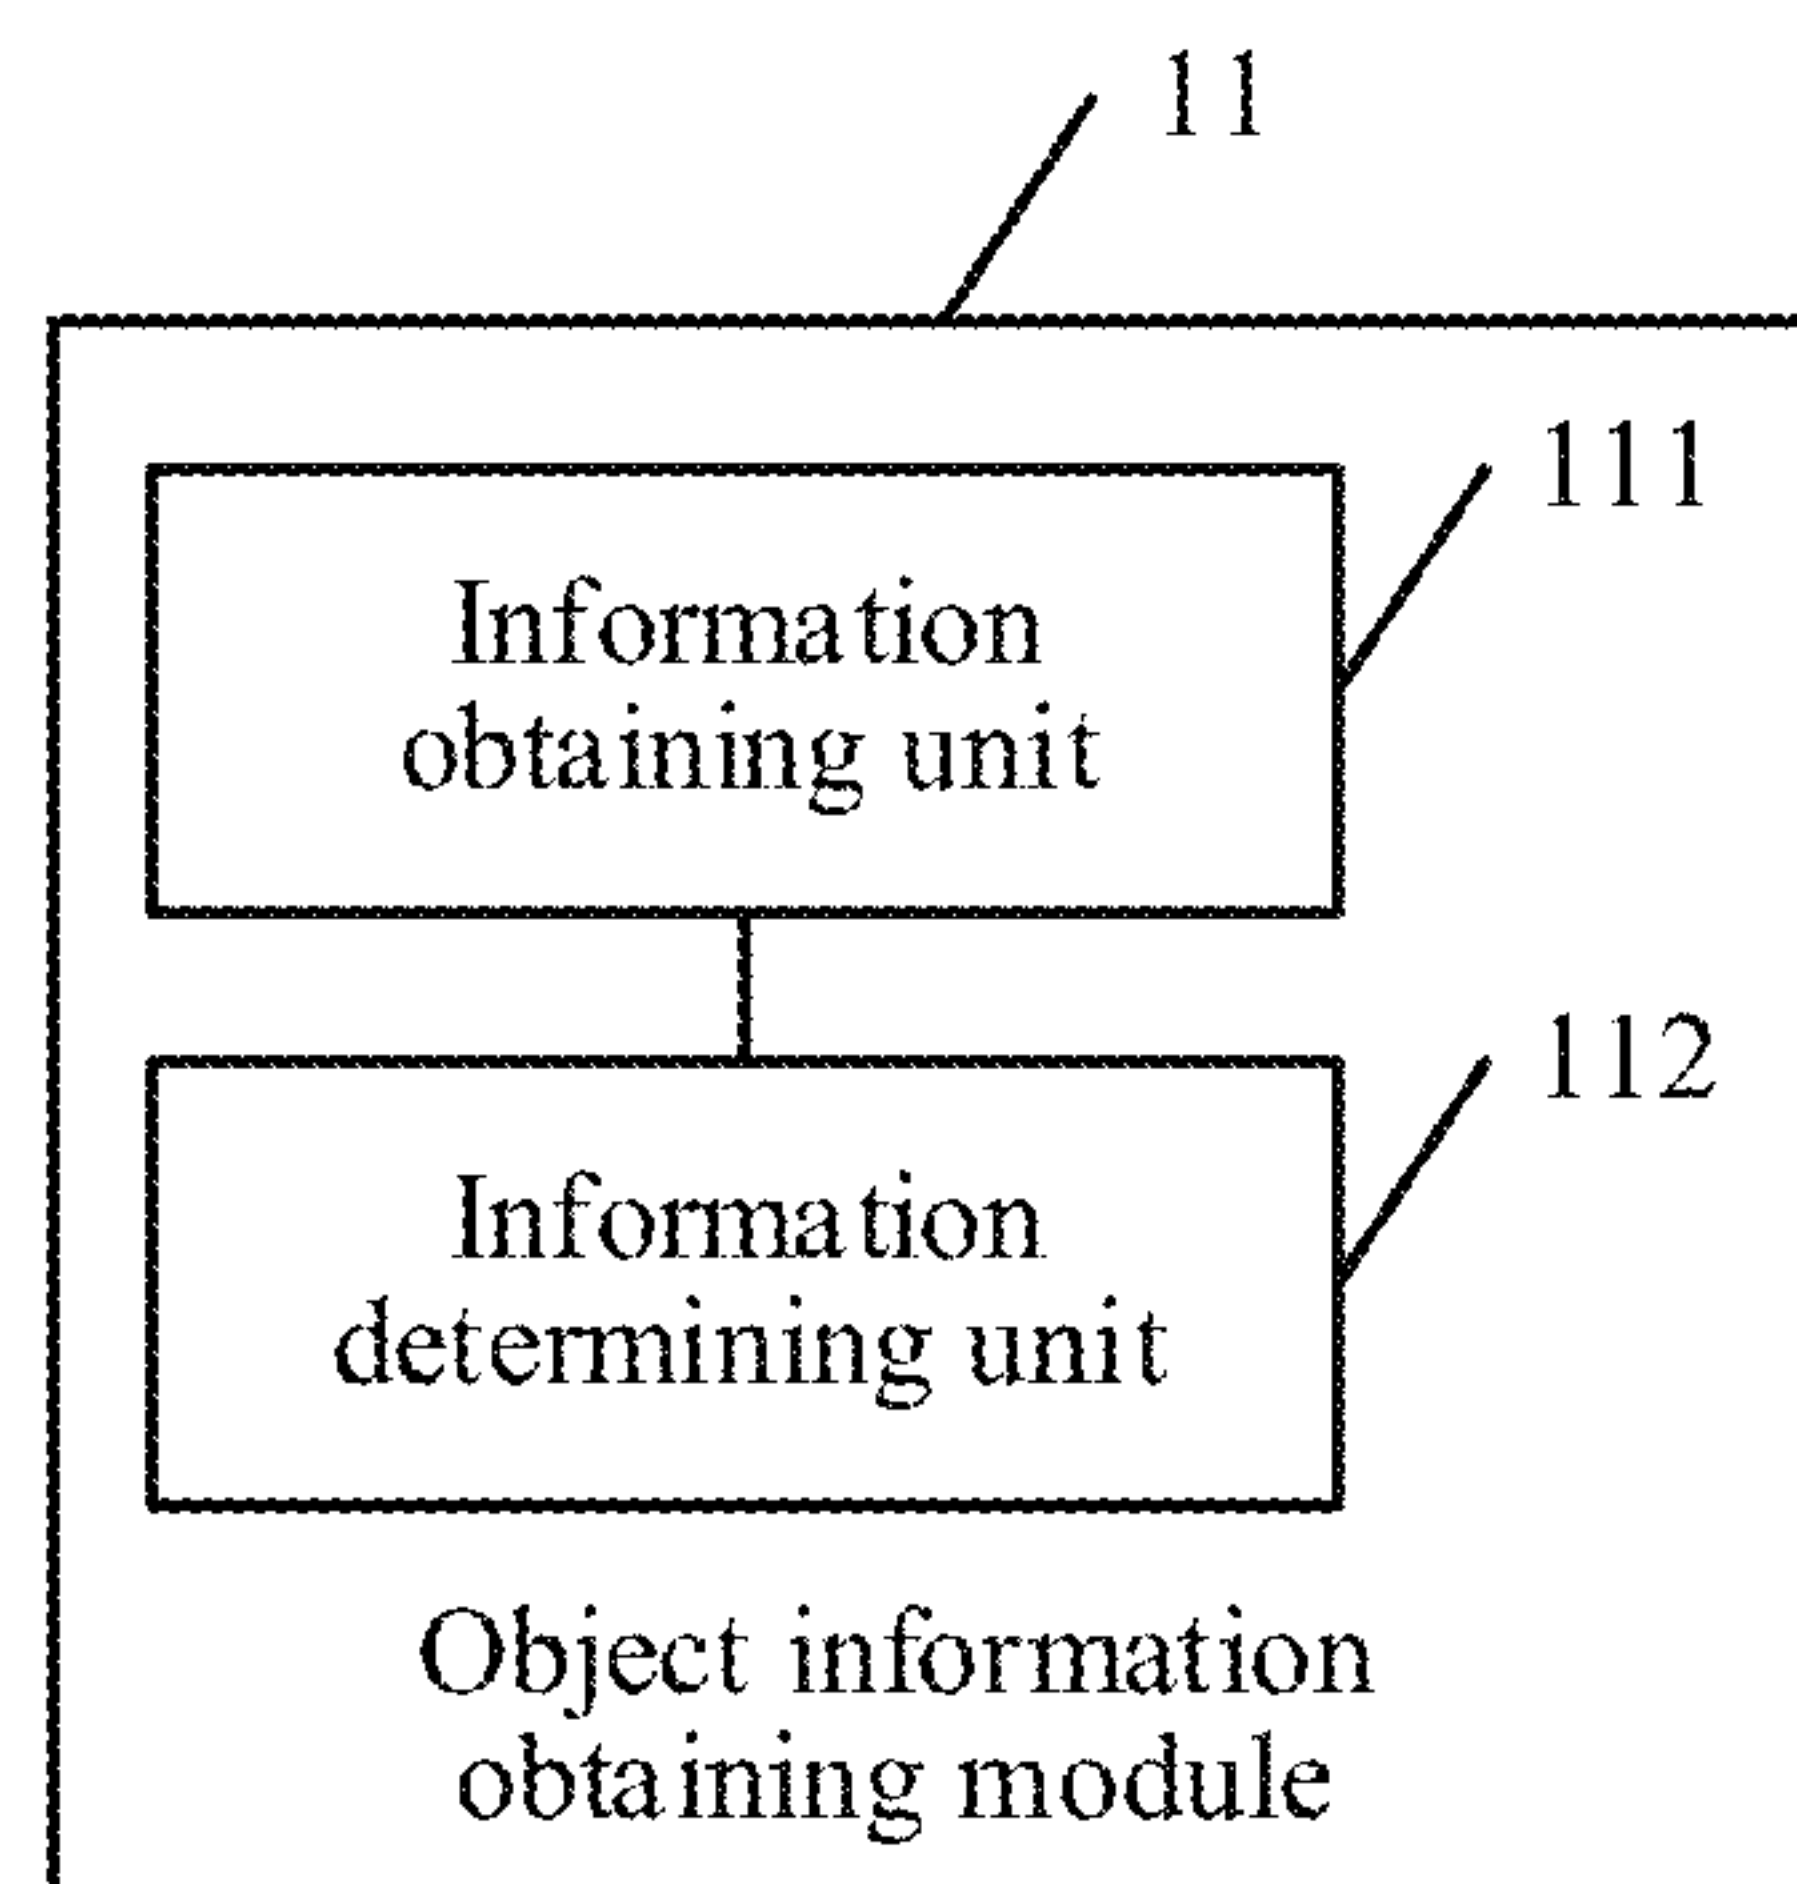 11
111
Information
obtaining unit
112
Information
determining unit
Object information
obtaining module